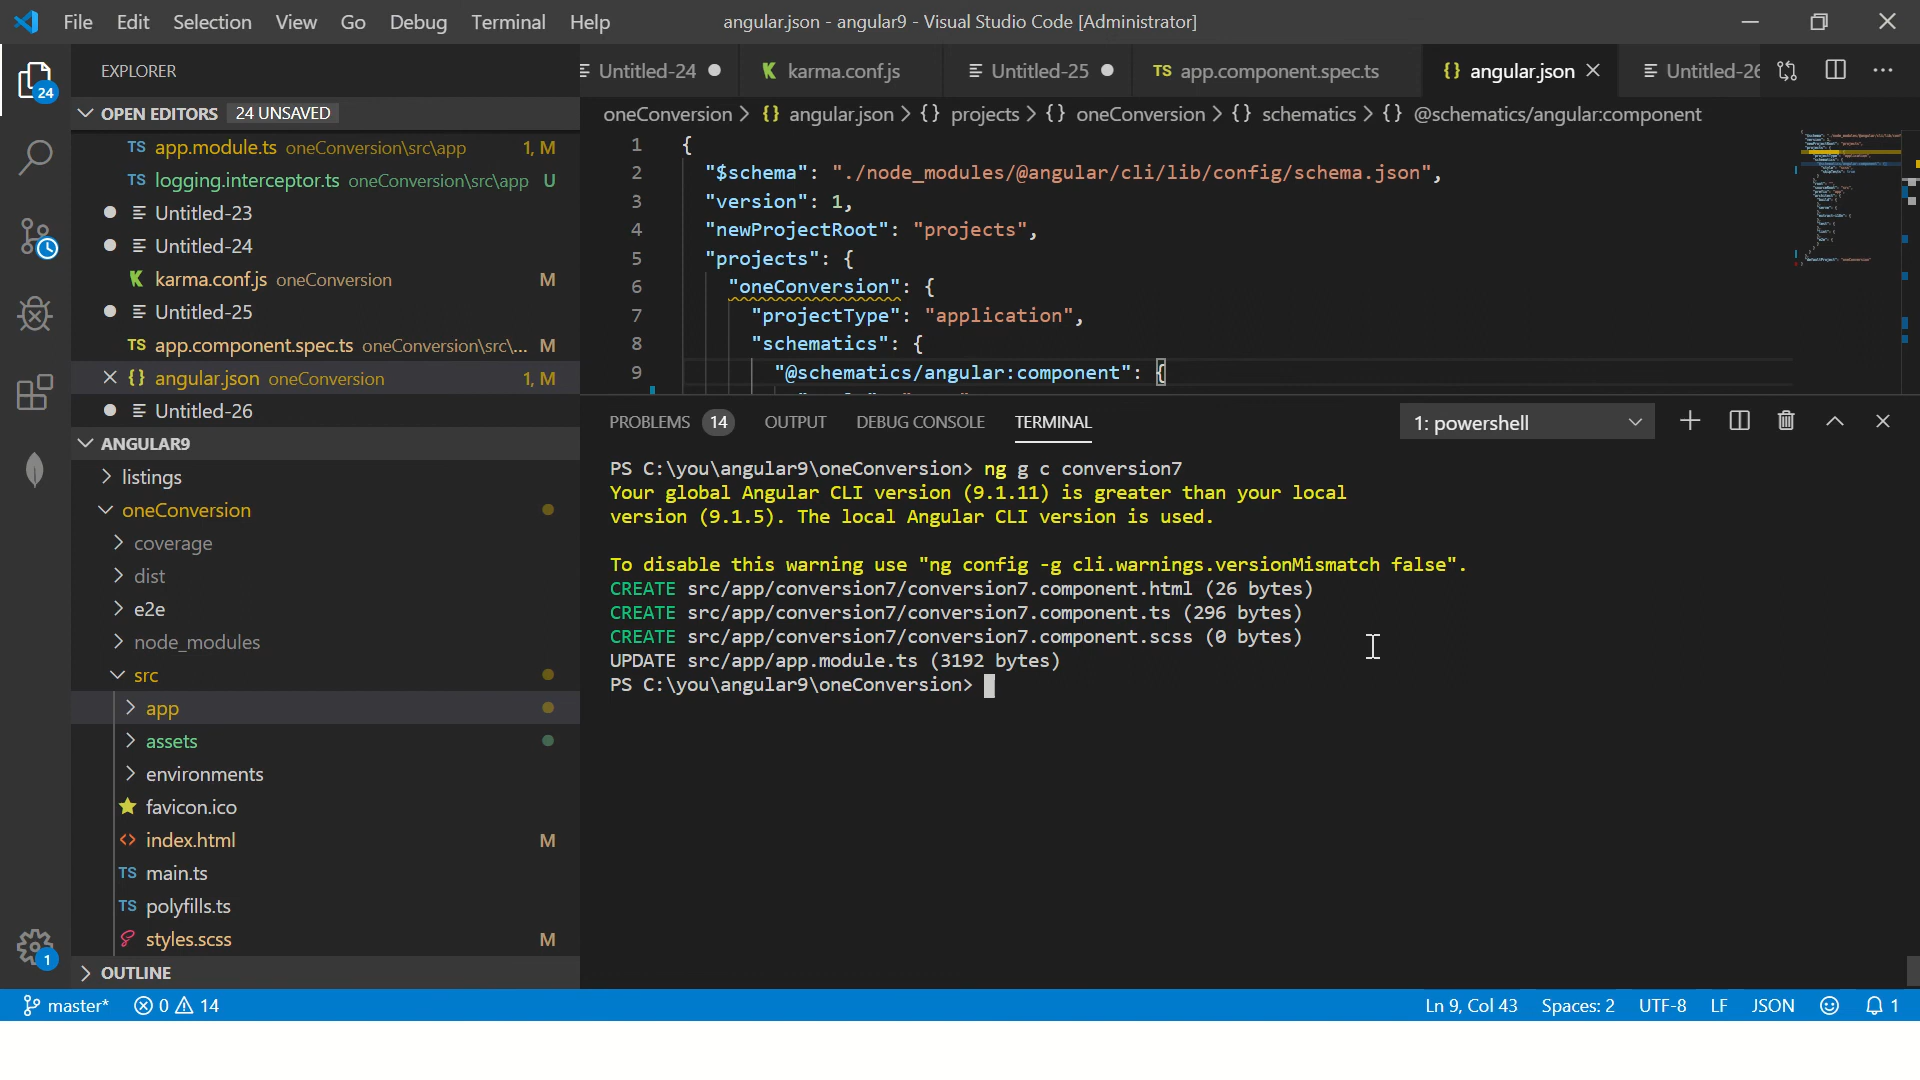 File Edit Selection View Go Debug Terminal Help
angular.json - angular9 - Visual Studio Code [Administrator]
EXPLORER
OPEN EDITORS 24 UNSAVED
TS app.module.ts oneConversion\src\app 1, M
TS logging.interceptor.ts oneConversion\src\app U
Untitled-23
Untitled-24
karma.conf.js oneConversion M
Untitled-25
TS app.component.spec.ts oneConversion\src\... M
{} angular.json oneConversion 1, M
Untitled-26
ANGULAR9
listings
oneConversion
coverage
dist
e2e
node_modules
src
app
assets
environments
favicon.ico
<> index.html M
TS main.ts
TS polyfills.ts
styles.scss M
OUTLINE
24
1
Untitled-24 karma.conf.js Untitled-25 TS app.component.spec.ts {} angular.json Untitled-26
oneConversion > {} angular.json > {} projects > {} oneConversion > {} schematics > {} @schematics/angular:component
1 {
2 "$schema": "./node_modules/@angular/cli/lib/config/schema.json",
3 "version": 1,
4 "newProjectRoot": "projects",
5 "projects": {
6 "oneConversion": {
7 "projectType": "application",
8 "schematics": {
9 "@schematics/angular:component": {
PROBLEMS 14 OUTPUT DEBUG CONSOLE TERMINAL 1: powershell
PS C:\you\angular9\oneConversion> ng g c conversion7
Your global Angular CLI version (9.1.11) is greater than your local
version (9.1.5). The local Angular CLI version is used.
To disable this warning use "ng config -g cli.warnings.versionMismatch false".
CREATE src/app/conversion7/conversion7.component.html (26 bytes)
CREATE src/app/conversion7/conversion7.component.ts (296 bytes)
CREATE src/app/conversion7/conversion7.component.scss (0 bytes)
UPDATE src/app/app.module.ts (3192 bytes)
PS C:\you\angular9\oneConversion>
master* 0 14 Ln 9, Col 43 Spaces: 2 UTF-8 LF JSON 1